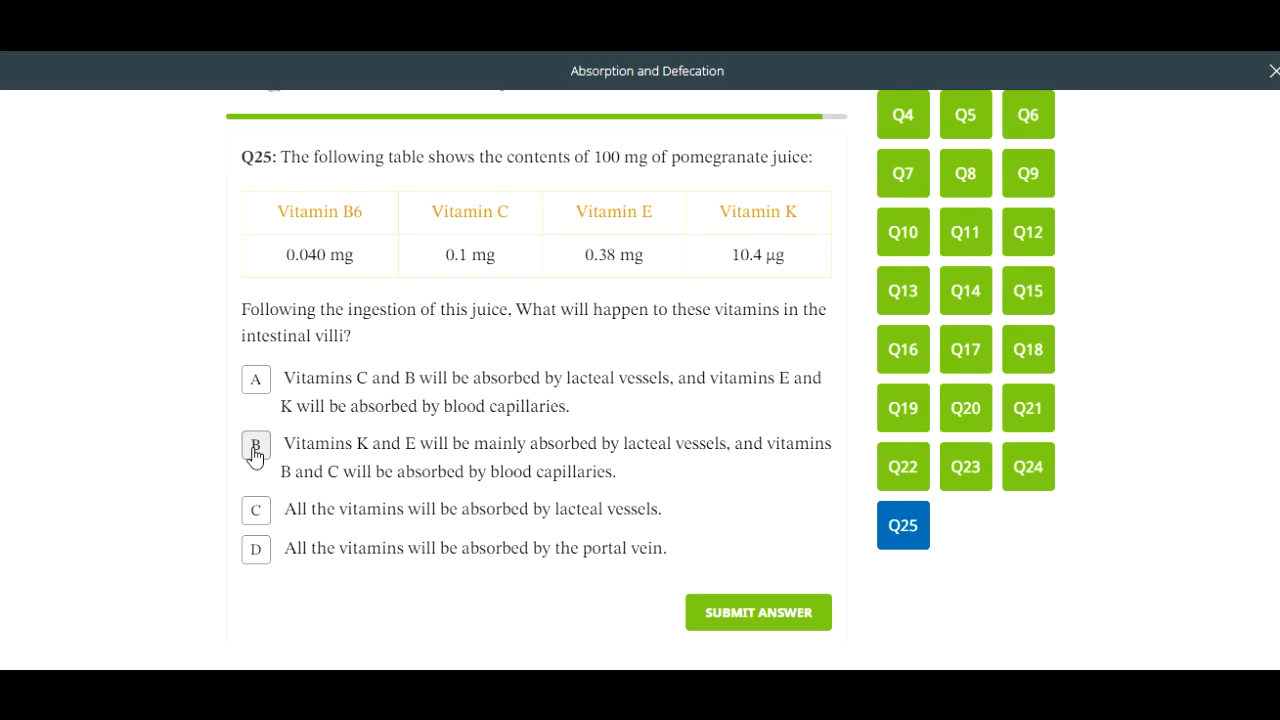 Absorption and Defecation
Q4 Q5 Q6
Q25: The following table shows the contents of 100 mg of pomegranate juice:
Q7 Q8 Q9
Vitamin B6 Vitamin C Vitamin E Vitamin K
Q10 Q11 Q12
0.040 mg 0.1 mg 0.38 mg 10.4 µg
Q13 Q14 Q15
Following the ingestion of this juice, What will happen to these vitamins in the
intestinal villi?
Q16 Q17 Q18
A Vitamins C and B will be absorbed by lacteal vessels, and vitamins E and
K will be absorbed by blood capillaries.
Q19 Q20 Q21
B Vitamins K and E will be mainly absorbed by lacteal vessels, and vitamins
B and C will be absorbed by blood capillaries.
Q22 Q23 Q24
C All the vitamins will be absorbed by lacteal vessels.
Q25
D All the vitamins will be absorbed by the portal vein.
SUBMIT ANSWER